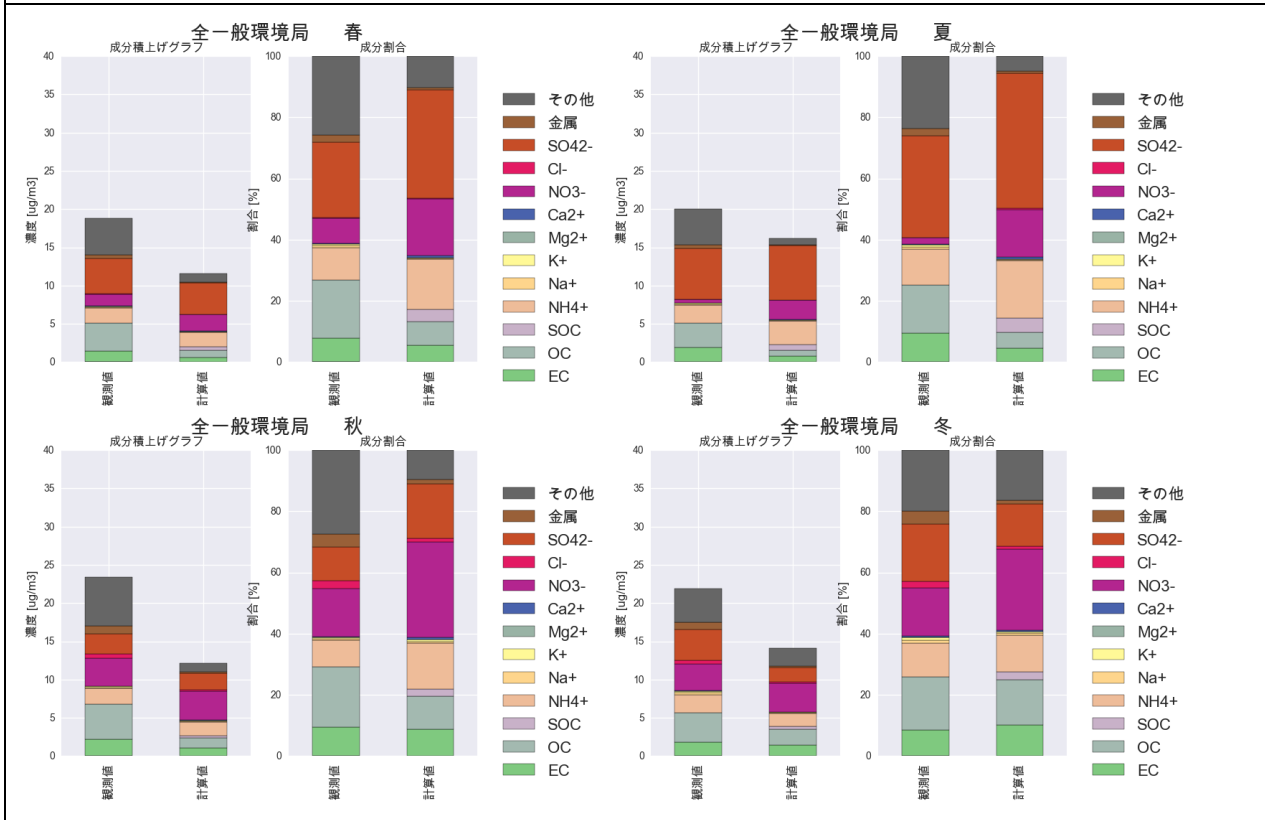 全一般環境局 春
成分積上げグラフ
成分割合
40
35
30
25
20
15
10
5
0
濃度 [ug/m3]
観測値
計算値
100
80
60
40
20
0
割合 [%]
観測値
計算値
その他
金属
SO42-
Cl-
NO3-
Ca2+
Mg2+
K+
Na+
NH4+
SOC
OC
EC
全一般環境局 夏
成分積上げグラフ
成分割合
40
35
30
25
20
15
10
5
0
濃度 [ug/m3]
観測値
計算値
100
80
60
40
20
0
割合 [%]
観測値
計算値
その他
金属
SO42-
Cl-
NO3-
Ca2+
Mg2+
K+
Na+
NH4+
SOC
OC
EC
全一般環境局 秋
成分積上げグラフ
成分割合
40
35
30
25
20
15
10
5
0
濃度 [ug/m3]
観測値
計算値
100
80
60
40
20
0
割合 [%]
観測値
計算値
その他
金属
SO42-
Cl-
NO3-
Ca2+
Mg2+
K+
Na+
NH4+
SOC
OC
EC
全一般環境局 冬
成分積上げグラフ
成分割合
40
35
30
25
20
15
10
5
0
濃度 [ug/m3]
観測値
計算値
100
80
60
40
20
0
割合 [%]
観測値
計算値
その他
金属
SO42-
Cl-
NO3-
Ca2+
Mg2+
K+
Na+
NH4+
SOC
OC
EC